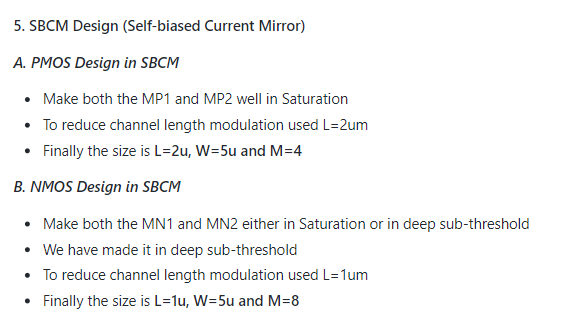 5. SBCM Design (Self-biased Current Mirror)
A. PMOS Design in SBCM
• Make both the MP1 and MP2 well in Saturation
• To reduce channel length modulation used L=2um
• Finally the size is L=2u, W=5u and M=4
B. NMOS Design in SBCM
• Make both the MN1 and MN2 either in Saturation or in deep sub-threshold
• We have made it in deep sub-threshold
• To reduce channel length modulation used L=1um
• Finally the size is L=1u, W=5u and M=8